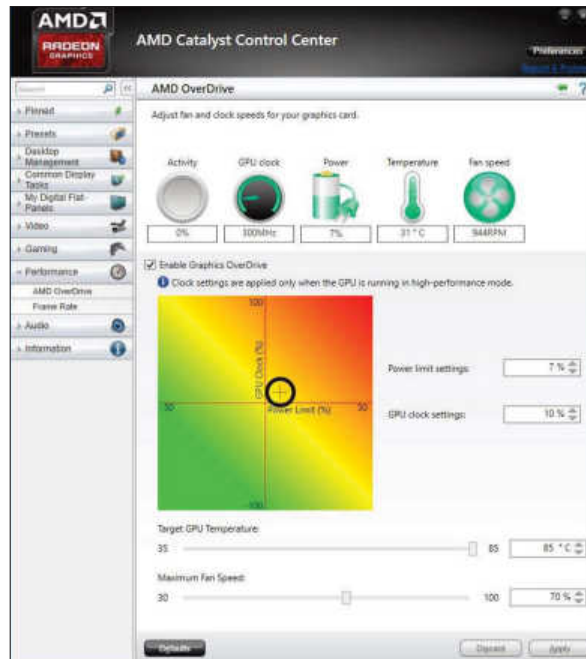 AMD
RADEON
GRAPHICS
AMD Catalyst Control Center
Preferences
Search
AMD OverDrive
Pinned
Presets
Desktop
Management
Common Display
Tasks
My Digital Flat-
Panels
Video
Gaming
Performance
AMD OverDrive
Frame Rate
Audio
Information
Adjust fan and clock speeds for your graphics card.
Activity GPU clock Power Temperature Fan speed
0% 300MHz 7% 31 °C 944RPM
Enable Graphics OverDrive
Clock settings are applied only when the GPU is running in high-performance mode.
100
GPU Clock (%)
50 Power Limit (%) 50
-100
Power limit settings: 7 %
GPU clock settings: 10 %
Target GPU Temperature:
35 85 85 °C
Maximum Fan Speed:
30 100 70 %
Defaults Discard Apply